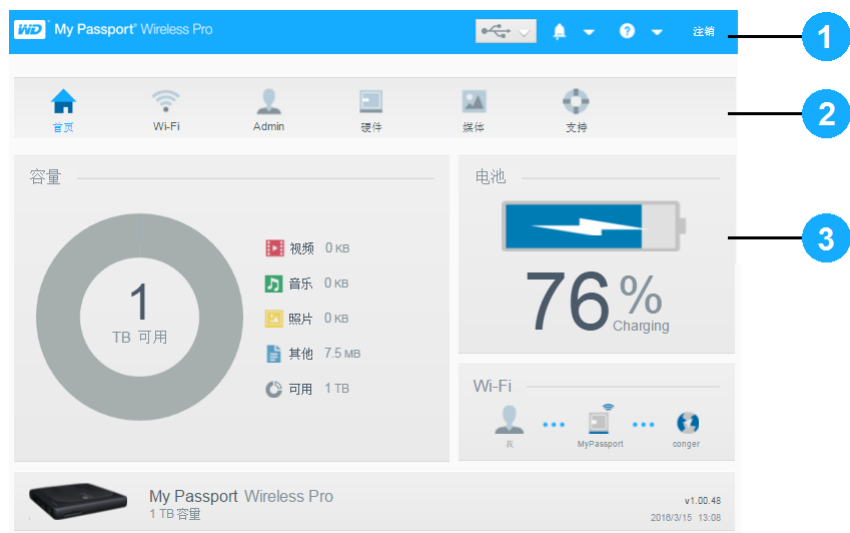 WD My Passport® Wireless Pro
注销
1
首页
Wi-Fi
Admin
硬件
媒体
支持
2
容量
1
TB 可用
视频 0 KB
音乐 0 KB
照片 0 KB
其他 7.5 MB
可用 1 TB
电池
76%
Charging
3
Wi-Fi
MyPassport
conger
My Passport Wireless Pro
1 TB 容量
v1.00.48
2016/3/15 13:08